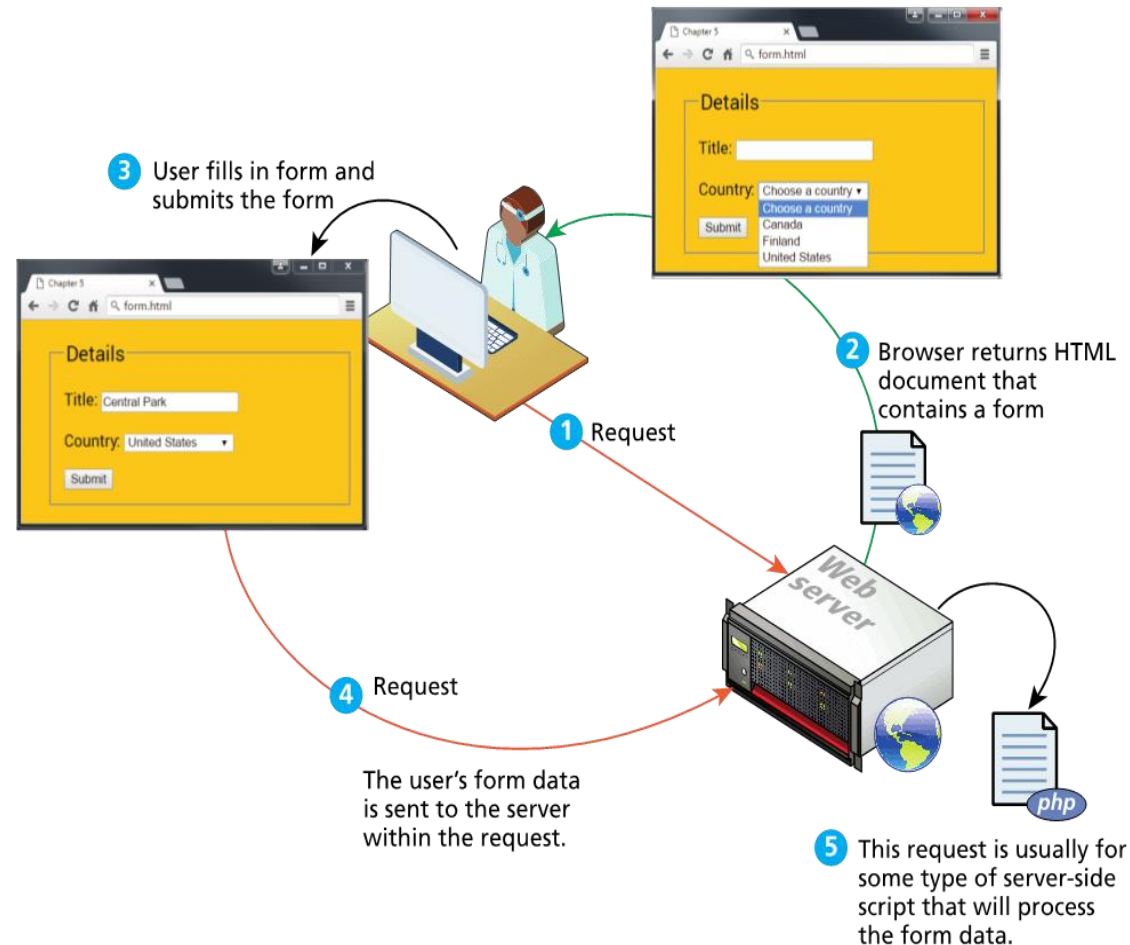 Chapter 5
form.html
Details
Title:
Country: Choose a country
Choose a country
Canada
Finland
United States
Submit
3 User fills in form and
submits the form
Chapter 5
form.html
Details
Title: Central Park
Country: United States
Submit
2 Browser returns HTML
document that
contains a form
1 Request
Web
server
4 Request
The user's form data
is sent to the server
within the request.
php
5 This request is usually for
some type of server-side
script that will process
the form data.